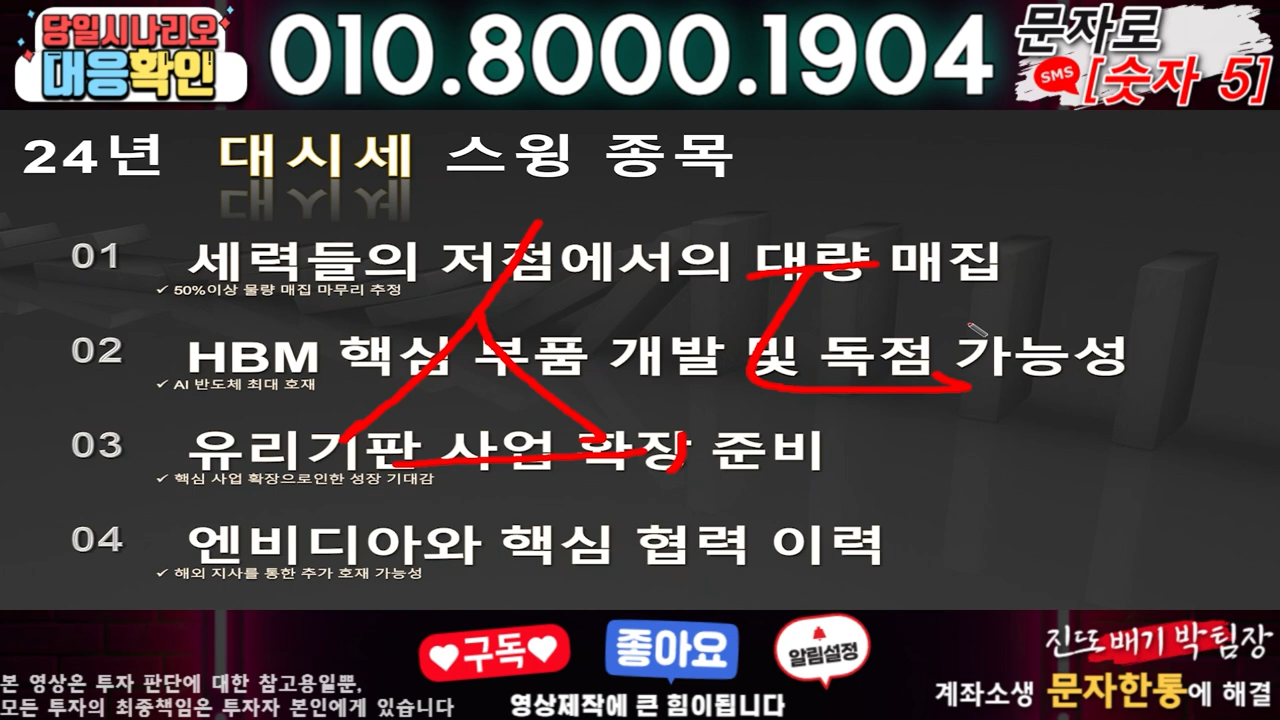 당일시나리오
대응확인
010.8000.1904
문자로
SMS
[숫자 5]
24년 대시세 스윙 종목
01 세력들의 저점에서의 대량 매집
✓ 50%이상 물량 매집 마무리 추정
02 HBM 핵심 부품 개발 및 독점 가능성
✓ AI 반도체 최대 호재
03 유리기판 사업 확장 준비
✓ 핵심 사업 확장으로인한 성장 기대감
04 엔비디아와 핵심 협력 이력
✓ 해외 지사를 통한 추가 호재 가능성
스ㄷ
구독
좋아요
알림설정
진또배기 박팀장
본 영상은 투자 판단에 대한 참고용일뿐,
모든 투자의 최종책임은 투자자 본인에게 있습니다
영상제작에 큰 힘이됩니다
계좌소생 문자한통에 해결